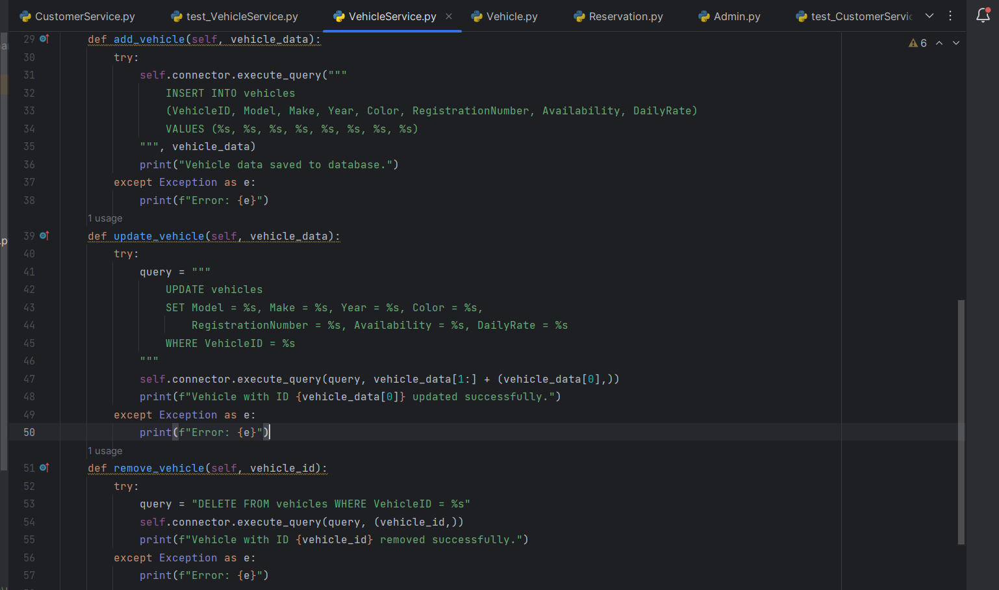 CustomerService.py test_VehicleService.py VehicleService.py Vehicle.py Reservation.py Admin.py test_CustomerServic
6
29 def add_vehicle(self, vehicle_data):
30 try:
31 self.connector.execute_query("""
32 INSERT INTO vehicles
33 (VehicleID, Model, Make, Year, Color, RegistrationNumber, Availability, DailyRate)
34 VALUES (%s, %s, %s, %s, %s, %s, %s, %s)
35 """, vehicle_data)
36 print("Vehicle data saved to database.")
37 except Exception as e:
38 print(f"Error: {e}")
1 usage
39 def update_vehicle(self, vehicle_data):
40 try:
41 query = """
42 UPDATE vehicles
43 SET Model = %s, Make = %s, Year = %s, Color = %s,
44 RegistrationNumber = %s, Availability = %s, DailyRate = %s
45 WHERE VehicleID = %s
46 """
47 self.connector.execute_query(query, vehicle_data[1:] + (vehicle_data[0],))
48 print(f"Vehicle with ID {vehicle_data[0]} updated successfully.")
49 except Exception as e:
50 print(f"Error: {e}")
1 usage
51 def remove_vehicle(self, vehicle_id):
52 try:
53 query = "DELETE FROM vehicles WHERE VehicleID = %s"
54 self.connector.execute_query(query, (vehicle_id,))
55 print(f"Vehicle with ID {vehicle_id} removed successfully.")
56 except Exception as e:
57 print(f"Error: {e}")